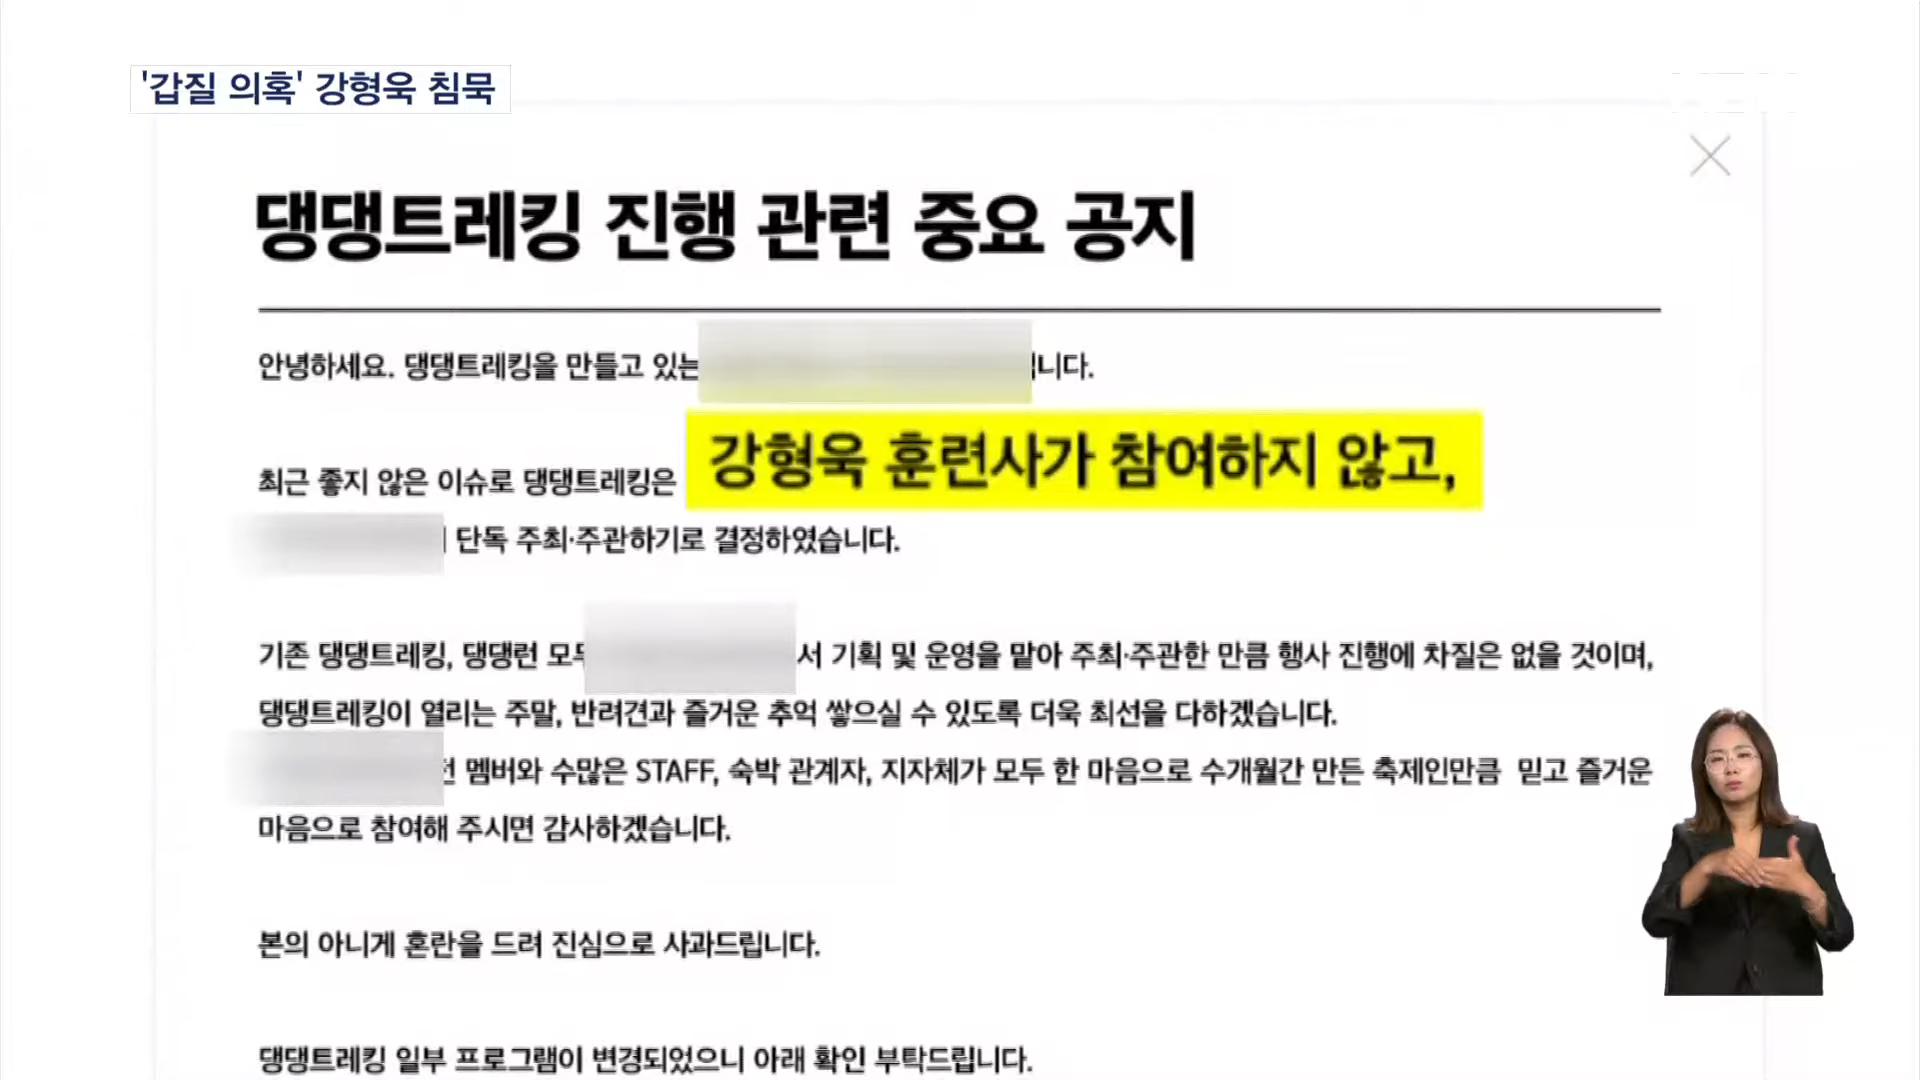 '갑질 의혹' 강형욱 침묵
댕댕트레킹 진행 관련 중요 공지
안녕하세요. 댕댕트레킹을 만들고 있는 니다.
최근 좋지 않은 이슈로 댕댕트레킹은 강형욱 훈련사가 참여하지 않고,
단독 주최·주관하기로 결정하였습니다.
기존 댕댕트레킹, 댕댕런 모두 서 기획 및 운영을 맡아 주최·주관한 만큼 행사 진행에 차질은 없을 것이며,
댕댕트레킹이 열리는 주말, 반려견과 즐거운 추억 쌓으실 수 있도록 더욱 최선을 다하겠습니다.
멤버와 수많은 STAFF, 숙박 관계자, 지자체가 모두 한 마음으로 수개월간 만든 축제인만큼 믿고 즐거운
마음으로 참여해 주시면 감사하겠습니다.
본의 아니게 혼란을 드려 진심으로 사과드립니다.
댕댕트레킹 일부 프로그램이 변경되었으니 아래 확인 부탁드립니다.